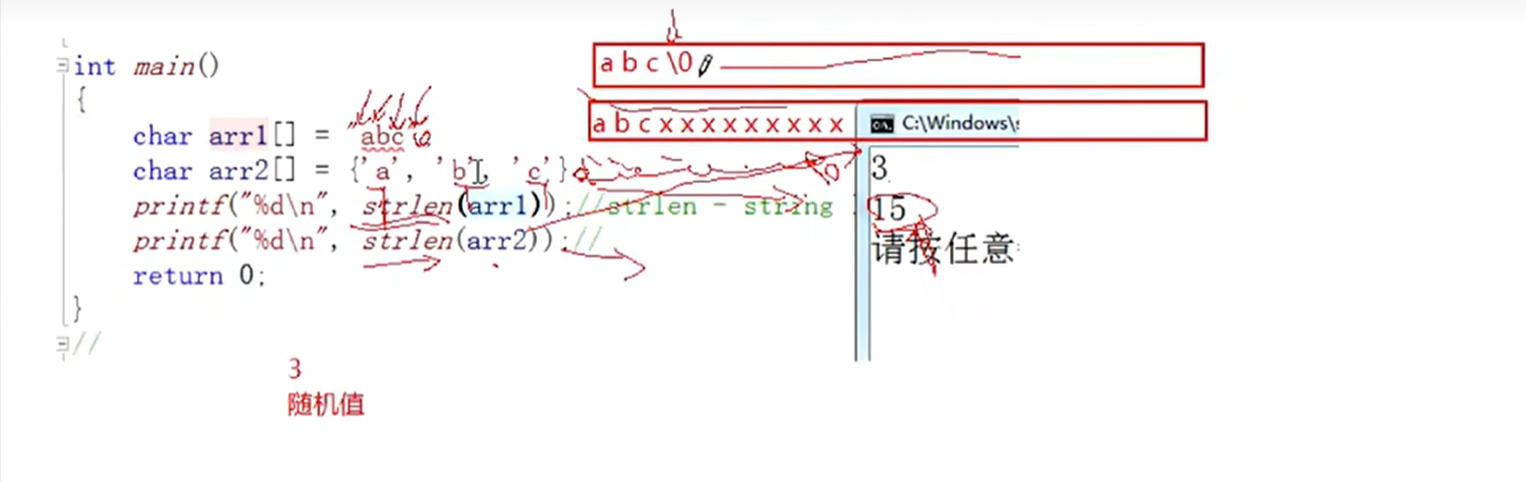 int main()
{
char arr1[] = "abc";
char arr2[] = {'a', 'b', 'c'};
printf("%d\n", strlen(arr1));//strlen - string
printf("%d\n", strlen(arr2));//
return 0;
}
//
3
随机值
a b c \0
a b c x x x x x x x x x
C:\Windows\s
3
15
请按任意
\0